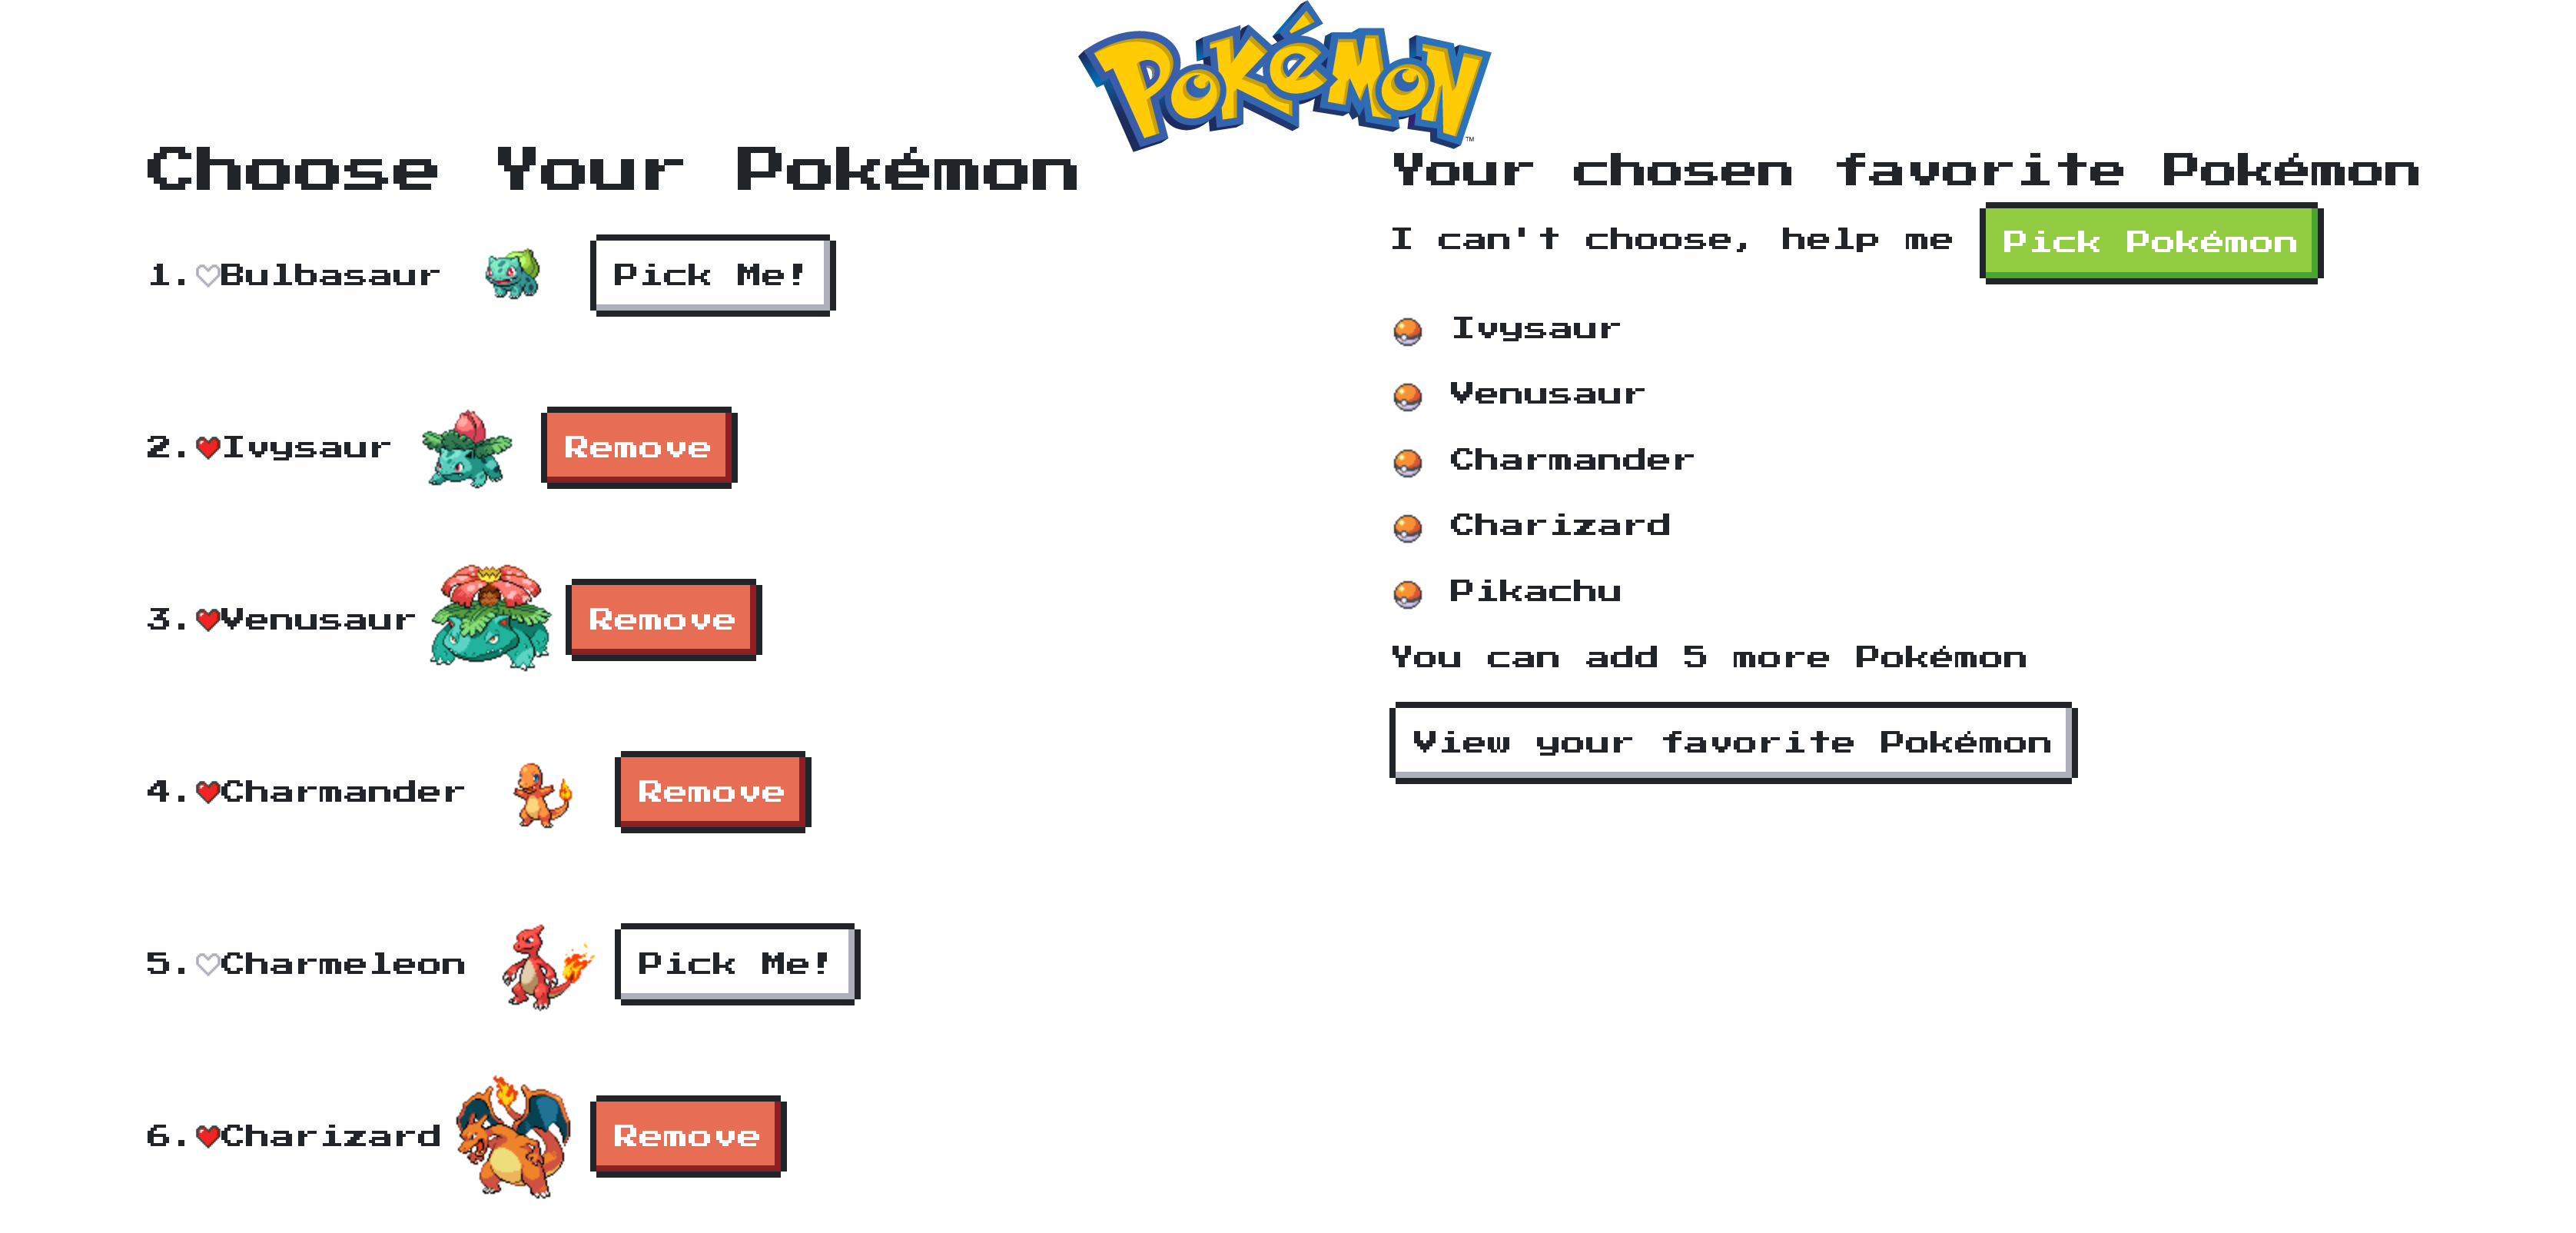 POKéMON
TM
Choose Your Pokémon
1. Bulbasaur Pick Me!
2. Ivysaur Remove
3. Venusaur Remove
4. Charmander Remove
5. Charmeleon Pick Me!
6. Charizard Remove
Your chosen favorite Pokémon
I can't choose, help me Pick Pokémon
Ivysaur
Venusaur
Charmander
Charizard
Pikachu
You can add 5 more Pokémon
View your favorite Pokémon